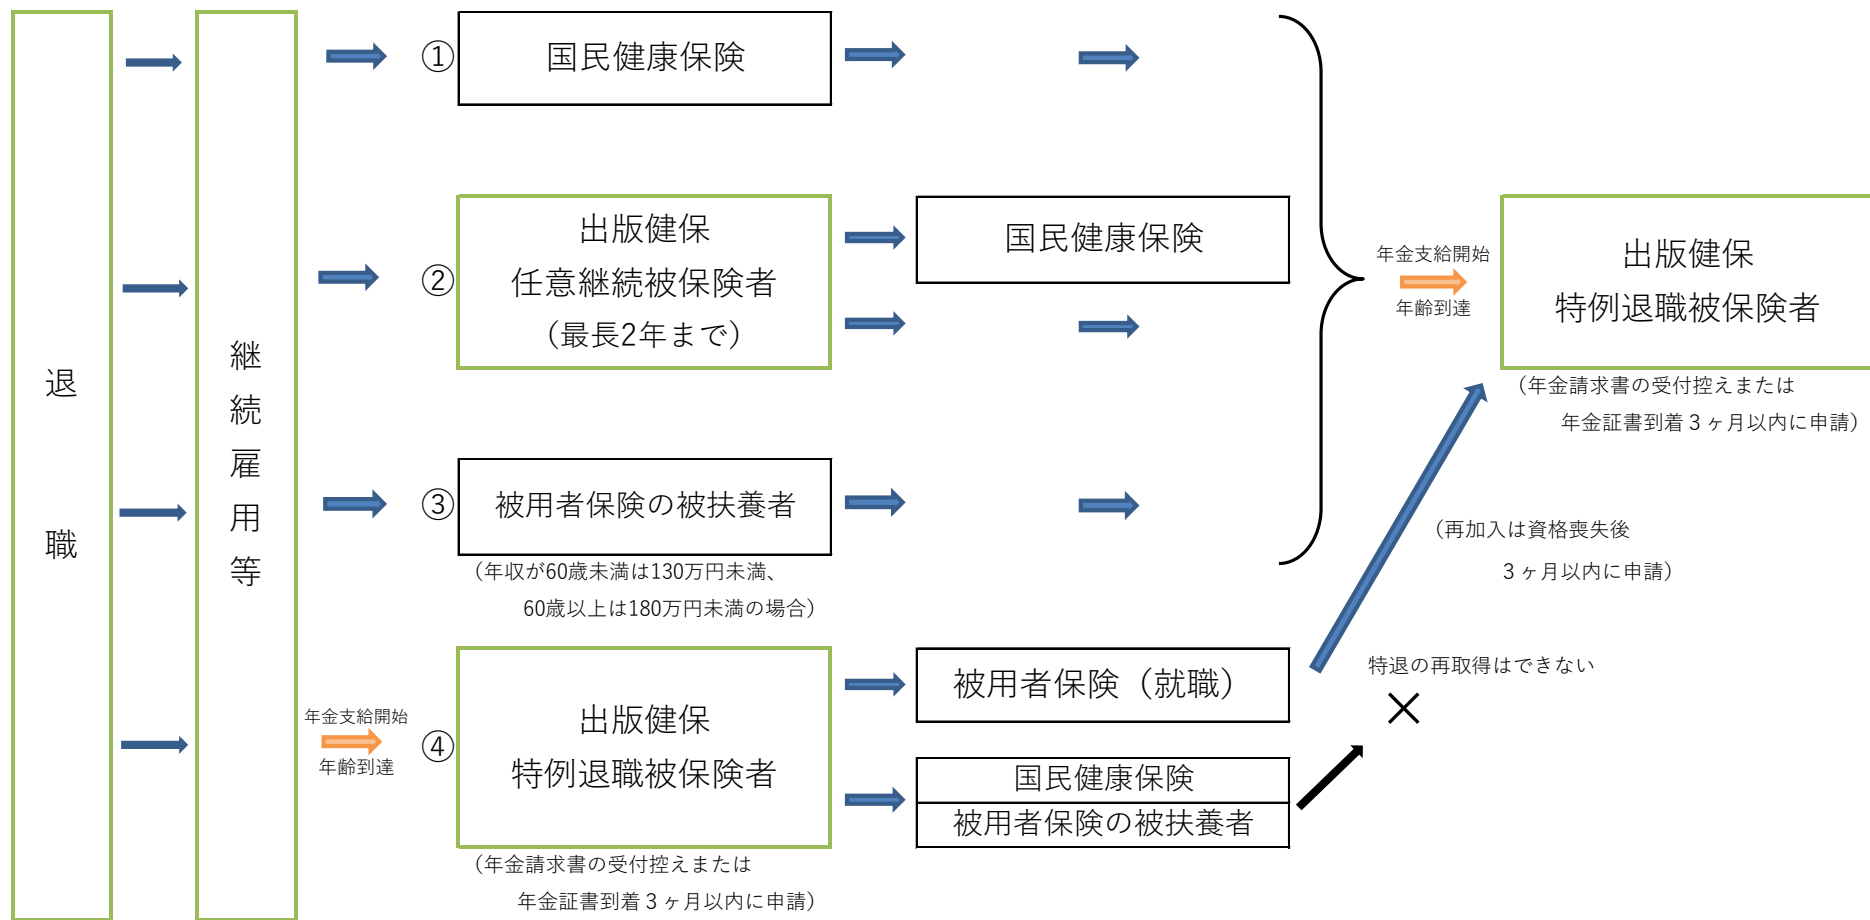 退職
継続雇用等
①
国民健康保険
②
出版健保
任意継続被保険者
（最長2年まで）
国民健康保険
③
被用者保険の被扶養者
（年収が60歳未満は130万円未満、
60歳以上は180万円未満の場合）
年金支給開始
年齢到達
④
出版健保
特例退職被保険者
（年金請求書の受付控えまたは
年金証書到着３ヶ月以内に申請）
被用者保険（就職）
国民健康保険
被用者保険の被扶養者
年金支給開始
年齢到達
出版健保
特例退職被保険者
（年金請求書の受付控えまたは
年金証書到着３ヶ月以内に申請）
（再加入は資格喪失後
３ヶ月以内に申請）
特退の再取得はできない